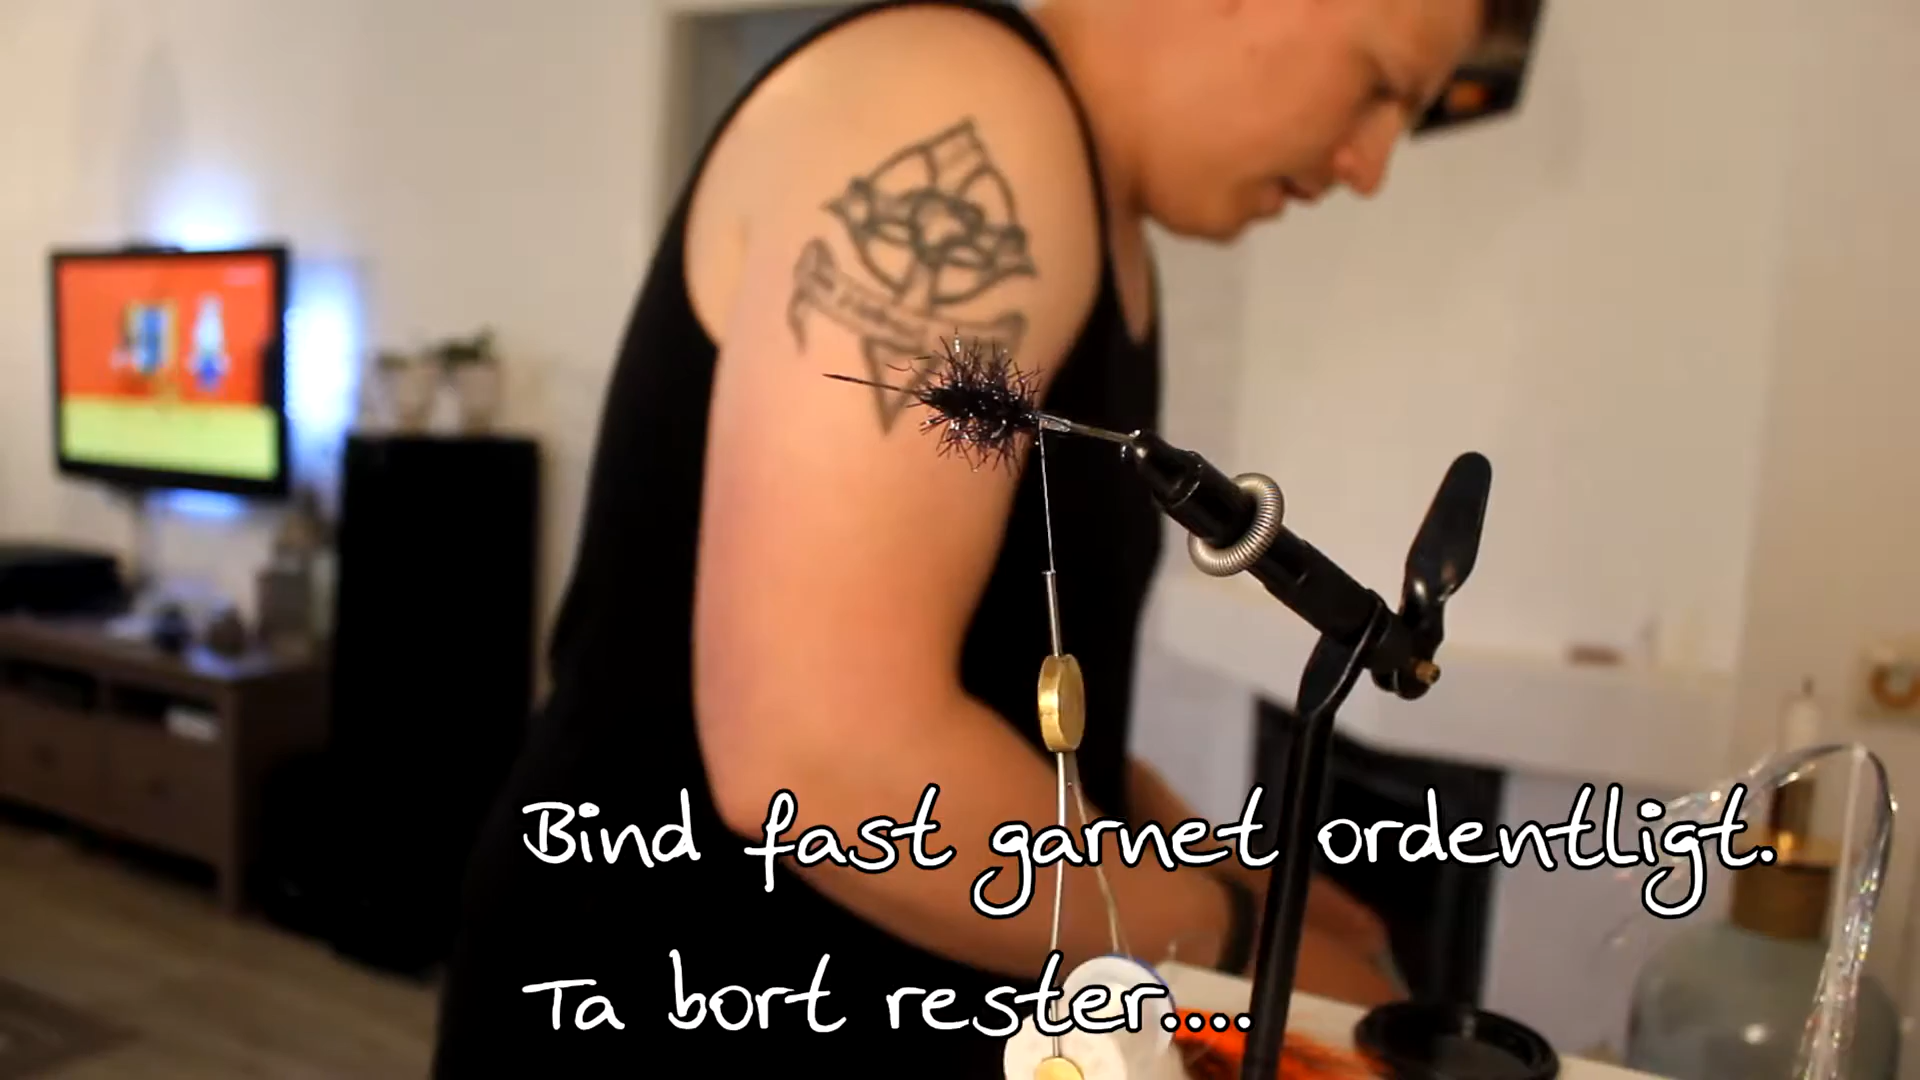 Bind fast garnet ordentligt.
Ta bort rester....